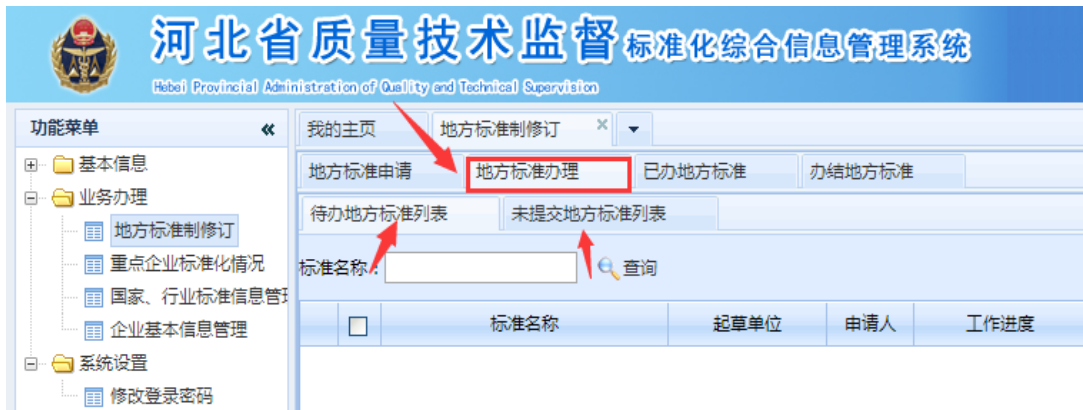 河北省质量技术监督标准化综合信息管理系统
Hebei Provincial Administration of Quality and Technical Supervision
功能菜单 «
我的主页 地方标准制修订 ×
基本信息
地方标准申请 地方标准办理 已办地方标准 办结地方标准
业务办理
待办地方标准列表 未提交地方标准列表
地方标准制修订
重点企业标准化情况
标准名称: 查询
国家、行业标准信息管理
标准名称 起草单位 申请人 工作进度
企业基本信息管理
系统设置
修改登录密码